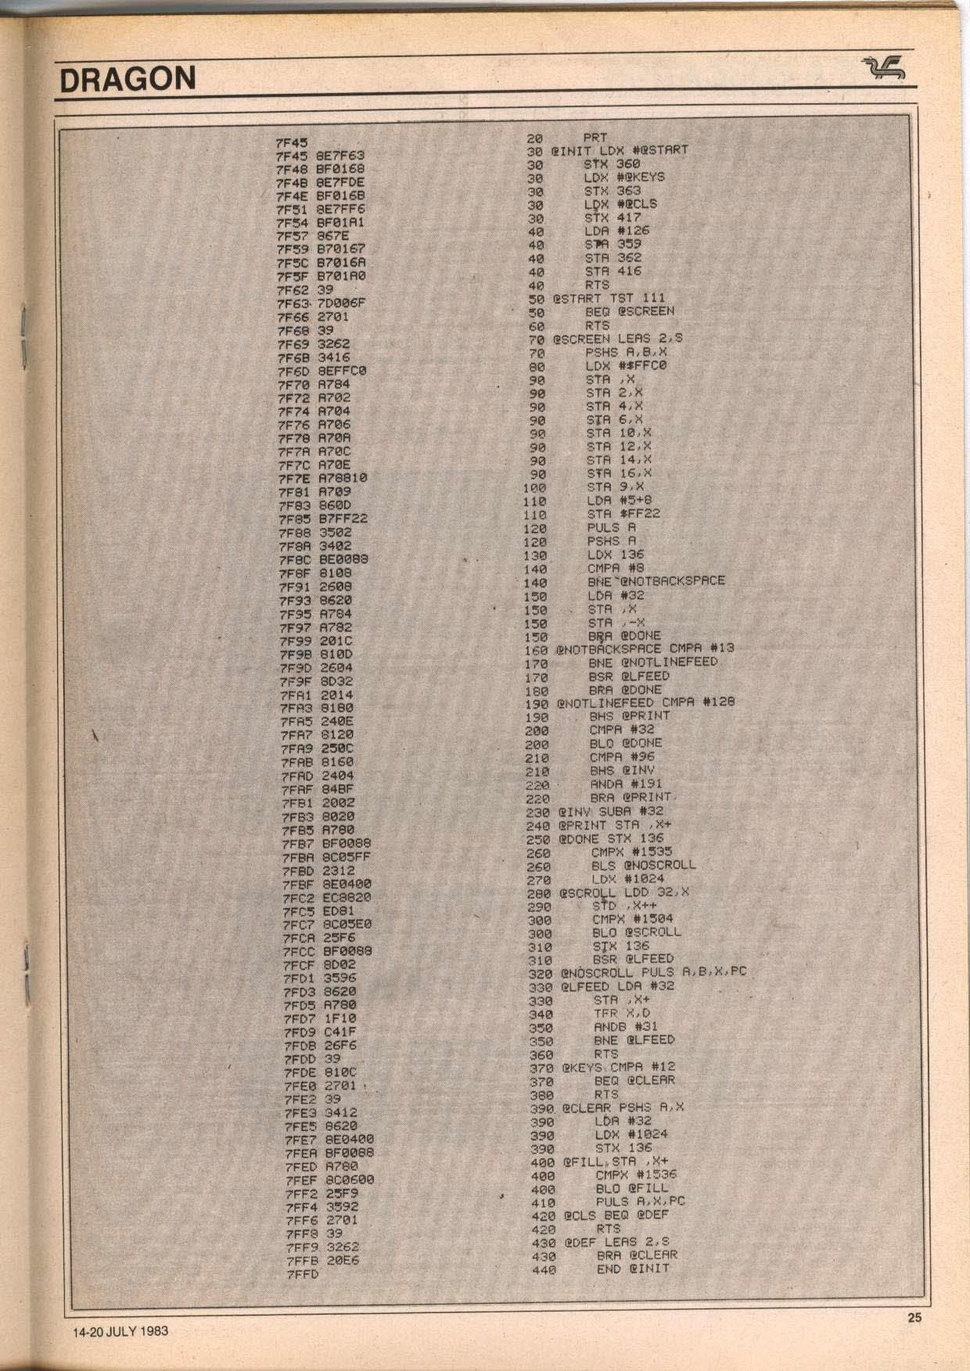 DRAGON
7F45 20 PRT
7F45 8E7F63 30 @INIT LDX #@START
7F48 BF0168 30 STX 360
7F4B 8E7FDE 30 LDX #@KEYS
7F4E BF016B 30 STX 363
7F51 8E7FF6 30 LDX #@CLS
7F54 BF01A1 30 STX 417
7F57 867E 40 LDA #126
7F59 B70167 40 STA 359
7F5C B7016A 40 STA 362
7F5F B701A0 40 STA 416
7F62 39 40 RTS
7F63 7D006F 50 @START TST 111
7F66 2701 50 BEQ @SCREEN
7F68 39 60 RTS
7F69 3262 70 @SCREEN LEAS 2,S
7F6B 3416 70 PSHS A,B,X
7F6D 8EFFC0 80 LDX #$FFC0
7F70 A784 90 STA ,X
7F72 A702 90 STA 2,X
7F74 A704 90 STA 4,X
7F76 A706 90 STA 6,X
7F78 A70A 90 STA 10,X
7F7A A70C 90 STA 12,X
7F7C A70E 90 STA 14,X
7F7E A78810 90 STA 16,X
7F81 A709 100 STA 9,X
7F83 860D 110 LDA #5+8
7F85 B7FF22 110 STA $FF22
7F88 3502 120 PULS A
7F8A 3402 120 PSHS A
7F8C BE0088 130 LDX 136
7F8F 8108 140 CMPA #8
7F91 2608 140 BNE @NOTBACKSPACE
7F93 8620 150 LDA #32
7F95 A784 150 STA ,X
7F97 A782 150 STA ,-X
7F99 201C 150 BRA @DONE
7F9B 810D 160 @NOTBACKSPACE CMPA #13
7F9D 2604 170 BNE @NOTLINEFEED
7F9F 8D32 170 BSR @LFEED
7FA1 2014 180 BRA @DONE
7FA3 8180 190 @NOTLINEFEED CMPA #128
7FA5 240E 190 BHS @PRINT
7FA7 8120 200 CMPA #32
7FA9 250C 200 BLO @DONE
7FAB 8160 210 CMPA #96
7FAD 2404 210 BHS @INV
7FAF 84BF 220 ANDA #191
7FB1 2002 220 BRA @PRINT
7FB3 8020 230 @INV SUBA #32
7FB5 A780 240 @PRINT STA ,X+
7FB7 BF0088 250 @DONE STX 136
7FBA 8C05FF 260 CMPX #1535
7FBD 2312 260 BLS @NOSCROLL
7FBF 8E0400 270 LDX #1024
7FC2 EC8820 280 @SCROLL LDD 32,X
7FC5 ED81 290 STD ,X++
7FC7 8C05E0 300 CMPX #1504
7FCA 25F6 300 BLO @SCROLL
7FCC BF0088 310 STX 136
7FCF 8D02 310 BSR @LFEED
7FD1 3596 320 @NOSCROLL PULS A,B,X,PC
7FD3 8620 330 @LFEED LDA #32
7FD5 A780 330 STA ,X+
7FD7 1F10 340 TFR X,D
7FD9 C41F 350 ANDB #31
7FDB 26F6 350 BNE @LFEED
7FDD 39 360 RTS
7FDE 810C 370 @KEYS CMPA #12
7FE0 2701 370 BEQ @CLEAR
7FE2 39 380 RTS
7FE3 3412 390 @CLEAR PSHS A,X
7FE5 8620 390 LDA #32
7FE7 8E0400 390 LDX #1024
7FEA BF0088 390 STX 136
7FED A780 400 @FILL STA ,X+
7FEF 8C0600 400 CMPX #1536
7FF2 25F9 400 BLO @FILL
7FF4 3592 410 PULS A,X,PC
7FF6 2701 420 @CLS BEQ @DEF
7FF8 39 420 RTS
7FF9 3262 430 @DEF LEAS 2,S
7FFB 20E6 430 BRA @CLEAR
7FFD 440 END @INIT
14-20 JULY 1983
25